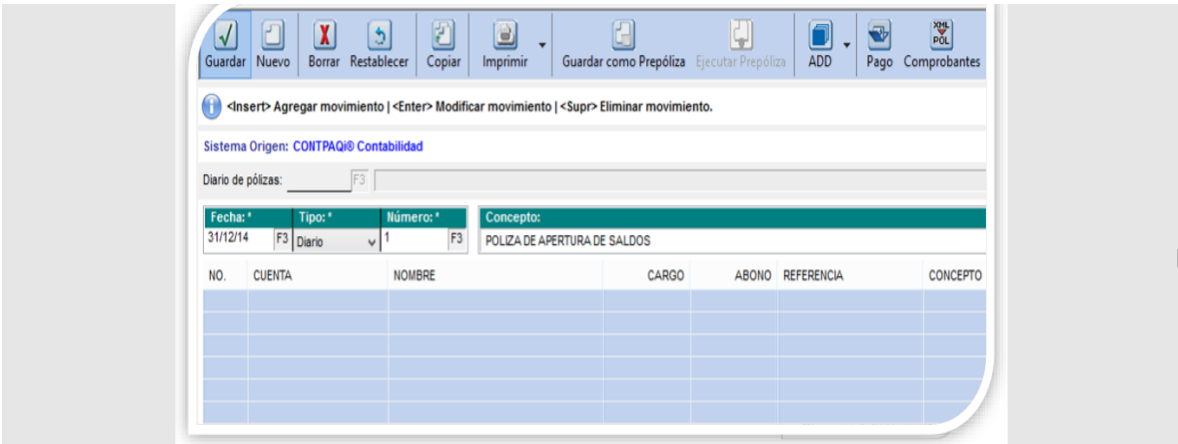 Guardar Nuevo Borrar Restablecer Copiar Imprimir Guardar como Prepóliza Ejecutar Prepóliza ADD Pago XML POL Comprobantes
<Insert> Agregar movimiento | <Enter> Modificar movimiento | <Supr> Eliminar movimiento.
Sistema Origen: CONTPAQi® Contabilidad
Diario de pólizas: F3
Fecha:* Tipo:* Número:* Concepto:
31/12/14 F3 Diario 1 F3 POLIZA DE APERTURA DE SALDOS
NO. CUENTA NOMBRE CARGO ABONO REFERENCIA CONCEPTO